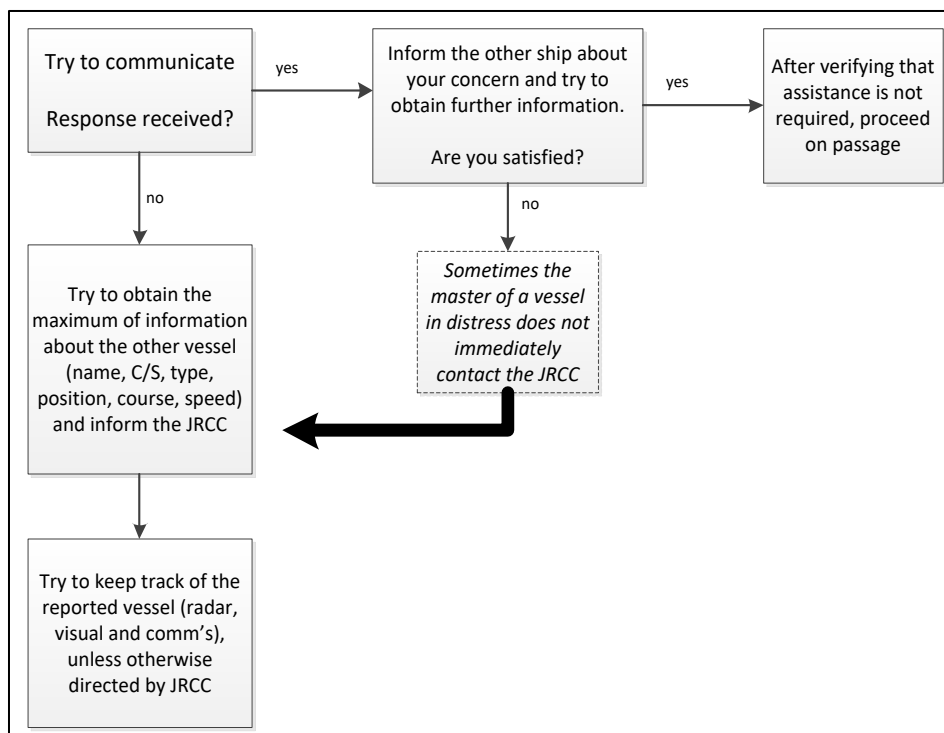 Try to communicate
Response received?
yes
Inform the other ship about
your concern and try to
obtain further information.
Are you satisfied?
yes
After verifying that
assistance is not
required, proceed
on passage
no
no
Try to obtain the
maximum of information
about the other vessel
(name, C/S, type,
position, course, speed)
and inform the JRCC
Sometimes the
master of a vessel
in distress does not
immediately
contact the JRCC
Try to keep track of the
reported vessel (radar,
visual and comm’s),
unless otherwise
directed by JRCC